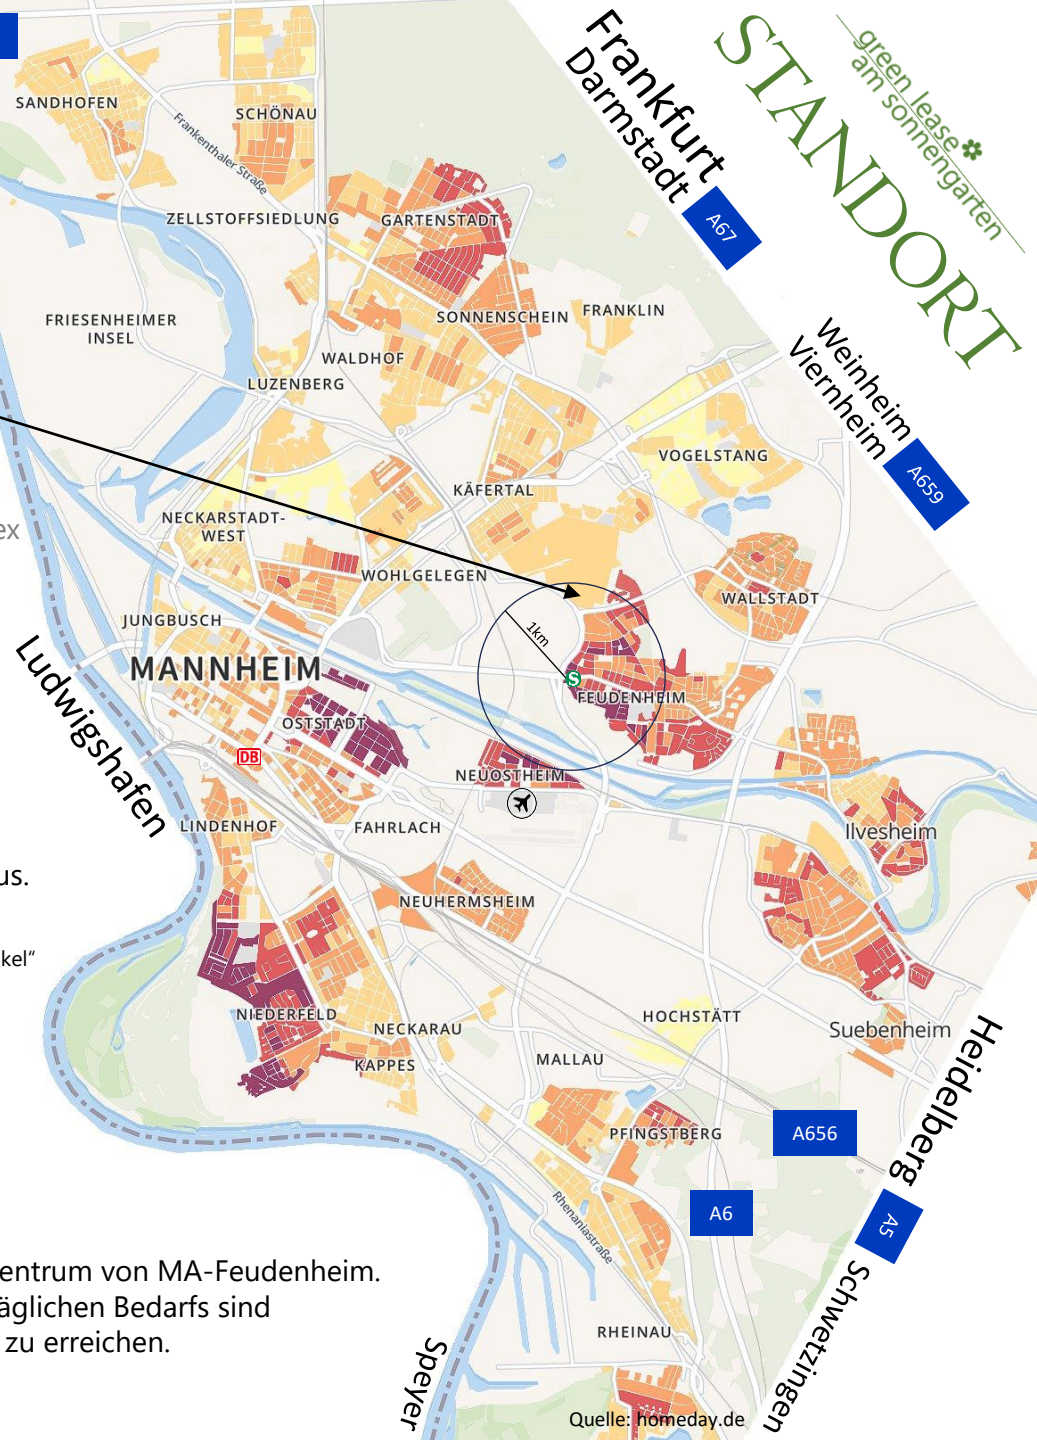 green lease
am sonnengarten
STANDORT
Frankfurt
Darmstadt
A67
SANDHOFEN
SCHÖNAU
Frankenthaler Straße
ZELLSTOFFSIEDLUNG
GARTENSTADT
FRIESENHEIMER
INSEL
SONNENSCHEIN
FRANKLIN
WALDHOF
LUZENBERG
Weinheim
Viernheim
A659
VOGELSTANG
KÄFERTAL
NECKARSTADT-
WEST
ex
WOHLGELEGEN
WALLSTADT
JUNGBUSCH
1km
MANNHEIM
S
FEUDENHEIM
Ludwigshafen
OSTSTADT
DB
NEUOSTHEIM
LINDENHOF
FAHRLACH
Ilvesheim
us.
NEUHERMSHEIM
kel“
NIEDERFELD
NECKARAU
HOCHSTÄTT
Suebenheim
KAPPES
MALLAU
Heidelberg
PFINGSTBERG
A656
A6
A5
Rhenaniastraße
entrum von MA-Feudenheim.
äglichen Bedarfs sind
zu erreichen.
RHEINAU
Schwetzingen
Speyer
Quelle: homeday.de